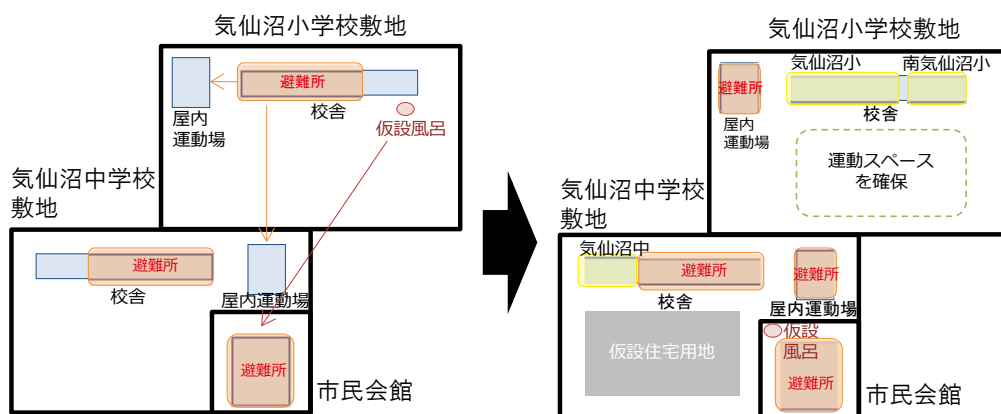 気仙沼小学校敷地
避難所
校舎
屋内
運動場
仮設風呂
気仙沼中学校
敷地
避難所
校舎
屋内運動場
避難所
市民会館
気仙沼小学校敷地
気仙沼小
南気仙沼小
避難所
校舎
屋内
運動場
運動スペース
を確保
気仙沼中学校
敷地
気仙沼中
避難所
避難所
校舎
屋内運動場
仮設住宅用地
仮設
風呂
避難所
市民会館